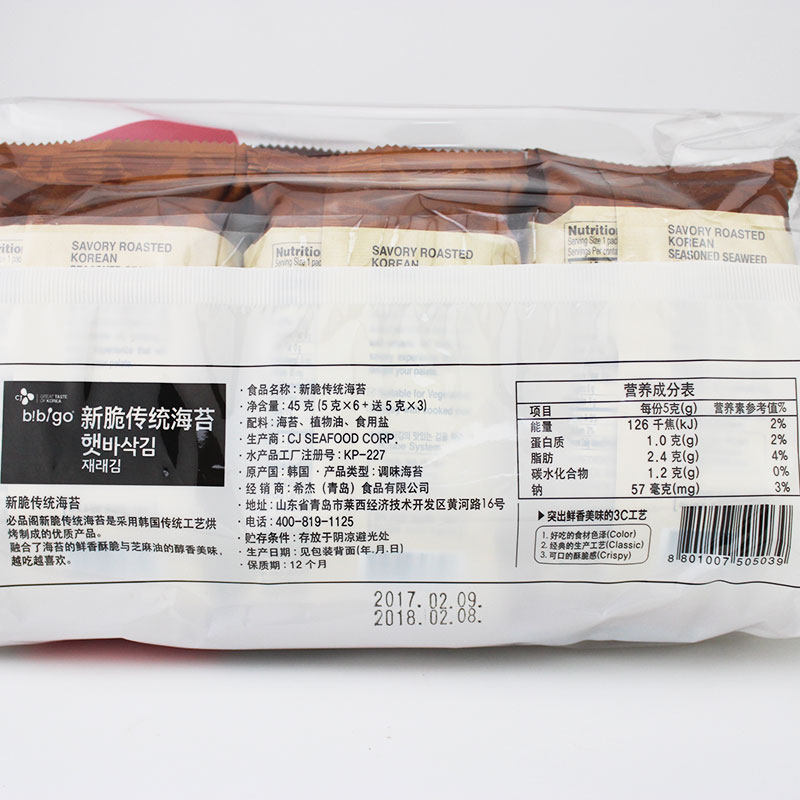 Nutritio
Serving Size 1 pad
Servings Per contai
SAVORY ROASTED
KOREAN
SAVORY ROASTED
KOREAN
SAVORY ROASTED
KOREAN
SEASONED SEAWEED
CJ
GREAT TASTE
OF KOREA
bibigo
新脆传统海苔
햇바삭김
재래김
新脆传统海苔
必品阁新脆传统海苔是采用韩国传统工艺烘
烤制成的优质产品。
融合了海苔的鲜香酥脆与芝麻油的醇香美味，
越吃越喜欢。
·食品名称：新脆传统海苔
·净含量：45克（5克×6+送5克×3）
·配料：海苔、植物油、食用盐
·生产商：CJ SEAFOOD CORP.
·水产品工厂注册号：KP-227
·原产国：韩国 ·产品类型：调味海苔
·经销商：希杰（青岛）食品有限公司
·地址：山东省青岛市莱西经济技术开发区黄河路16号
·电话：400-819-1125
·贮存条件：存放于阴凉避光处
·生产日期：见包装背面（年.月.日）
·保质期：12个月
营养成分表
项目 每份5克(g) 营养素参考值%
能量 126 千焦(kJ) 2%
蛋白质 1.0 克(g) 2%
脂肪 2.4 克(g) 4%
碳水化合物 1.2 克(g) 0%
钠 57 毫克(mg) 3%
▶突出鲜香美味的3C工艺
1. 好吃的食材色泽(Color)
2. 经典的生产工艺(Classic)
3. 可口的酥脆感(Crispy)
8 801007 505039
2017.02.09.
2018.02.08.